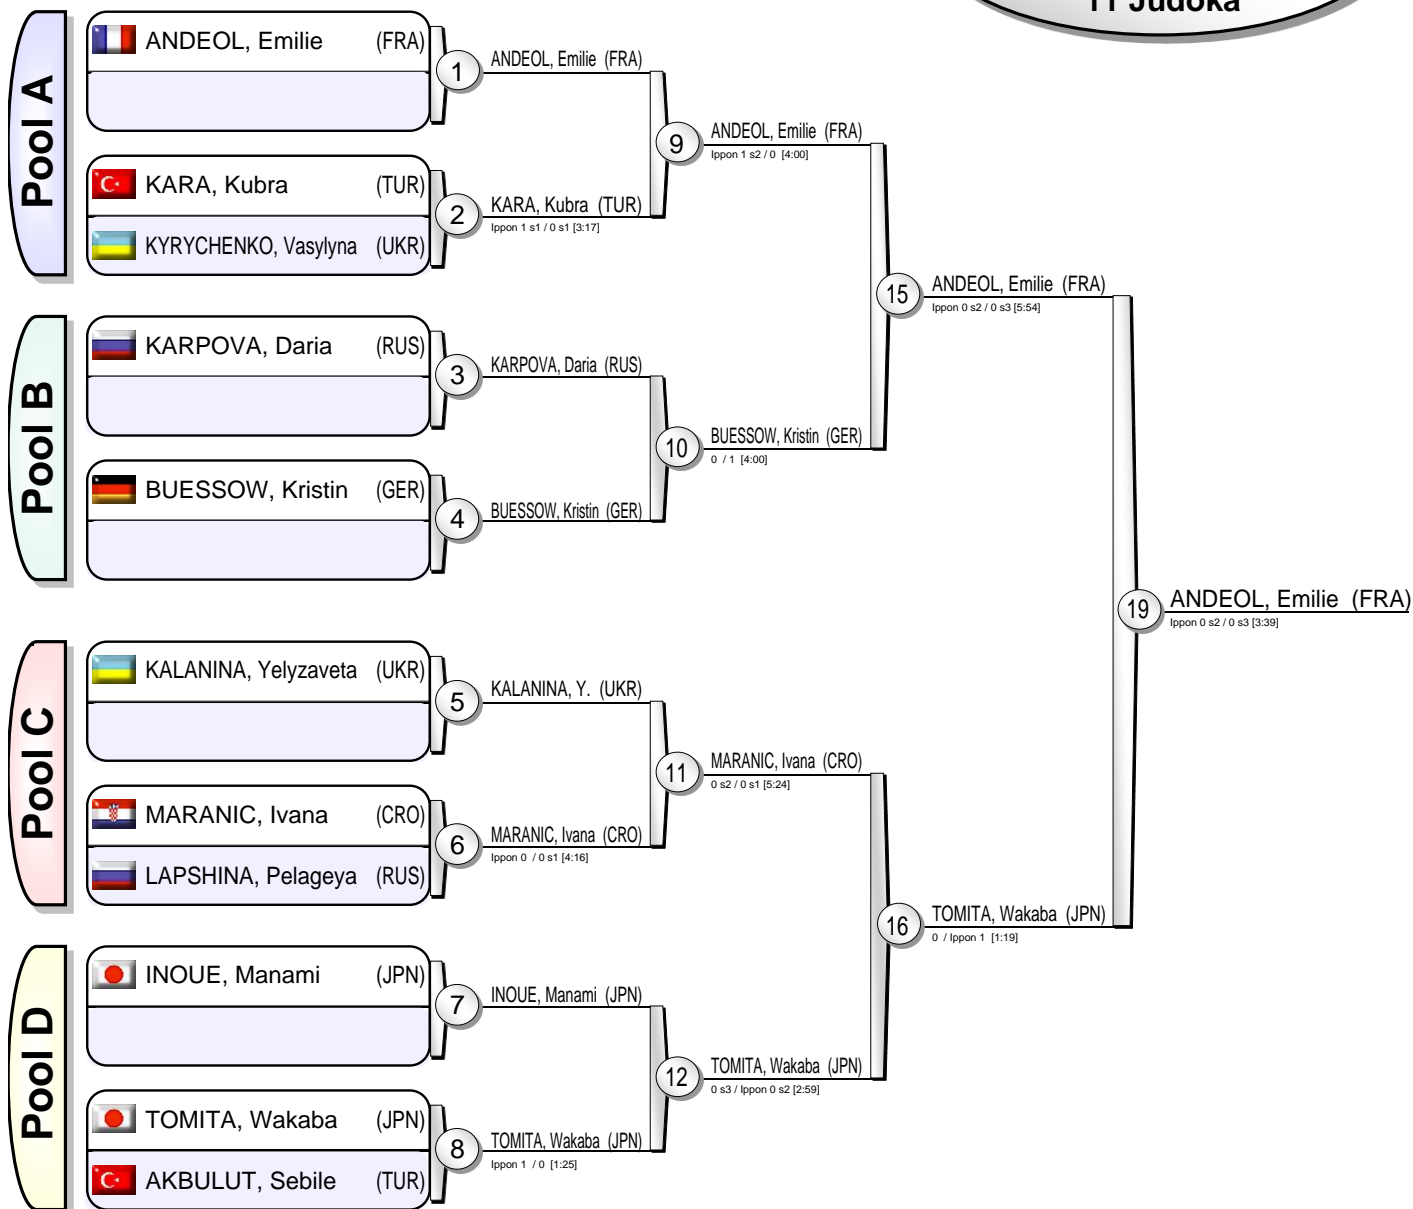 11 Judoka
Pool A
ANDEOL, Emilie (FRA)
KARA, Kubra (TUR)
KYRYCHENKO, Vasylyna (UKR)
1
ANDEOL, Emilie (FRA)
2
KARA, Kubra (TUR)
Ippon 1 s1 / 0 s1 [3:17]
9
ANDEOL, Emilie (FRA)
Ippon 1 s2 / 0 [4:00]
Pool B
KARPOVA, Daria (RUS)
BUESSOW, Kristin (GER)
3
KARPOVA, Daria (RUS)
4
BUESSOW, Kristin (GER)
10
BUESSOW, Kristin (GER)
0 / 1 [4:00]
15
ANDEOL, Emilie (FRA)
Ippon 0 s2 / 0 s3 [5:54]
Pool C
KALANINA, Yelyzaveta (UKR)
MARANIC, Ivana (CRO)
LAPSHINA, Pelageya (RUS)
5
KALANINA, Y. (UKR)
6
MARANIC, Ivana (CRO)
Ippon 0 / 0 s1 [4:16]
11
MARANIC, Ivana (CRO)
0 s2 / 0 s1 [5:24]
Pool D
INOUE, Manami (JPN)
TOMITA, Wakaba (JPN)
AKBULUT, Sebile (TUR)
7
INOUE, Manami (JPN)
8
TOMITA, Wakaba (JPN)
Ippon 1 / 0 [1:25]
12
TOMITA, Wakaba (JPN)
0 s3 / Ippon 0 s2 [2:59]
16
TOMITA, Wakaba (JPN)
0 / Ippon 1 [1:19]
19
ANDEOL, Emilie (FRA)
Ippon 0 s2 / 0 s3 [3:39]